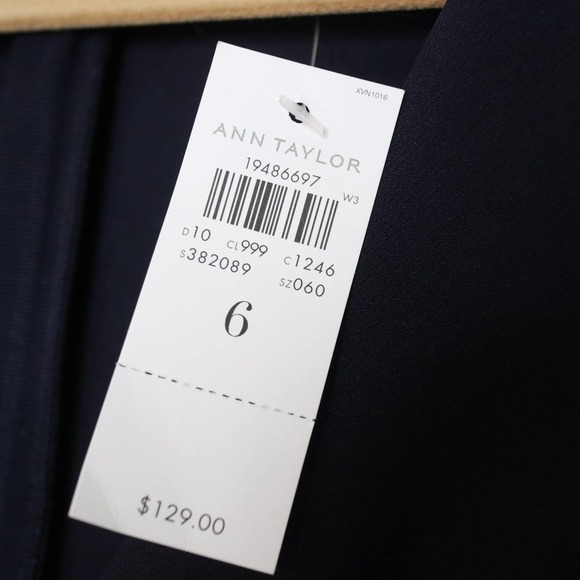 XVN1016
ANN TAYLOR
19486697
W3
D10 CL999 C1246
S382089 SZ060
6
$129.00